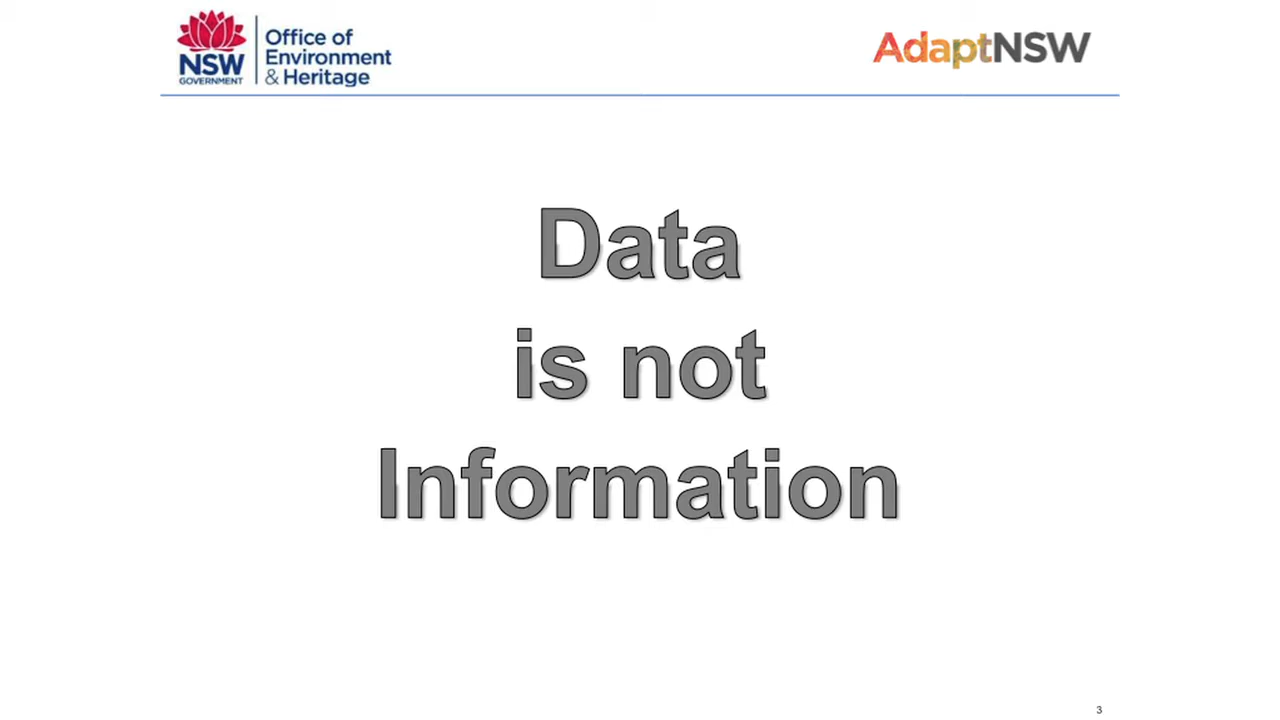 Office of
Environment
& Heritage
NSW
GOVERNMENT
AdaptNSW
Data
is not
Information
3